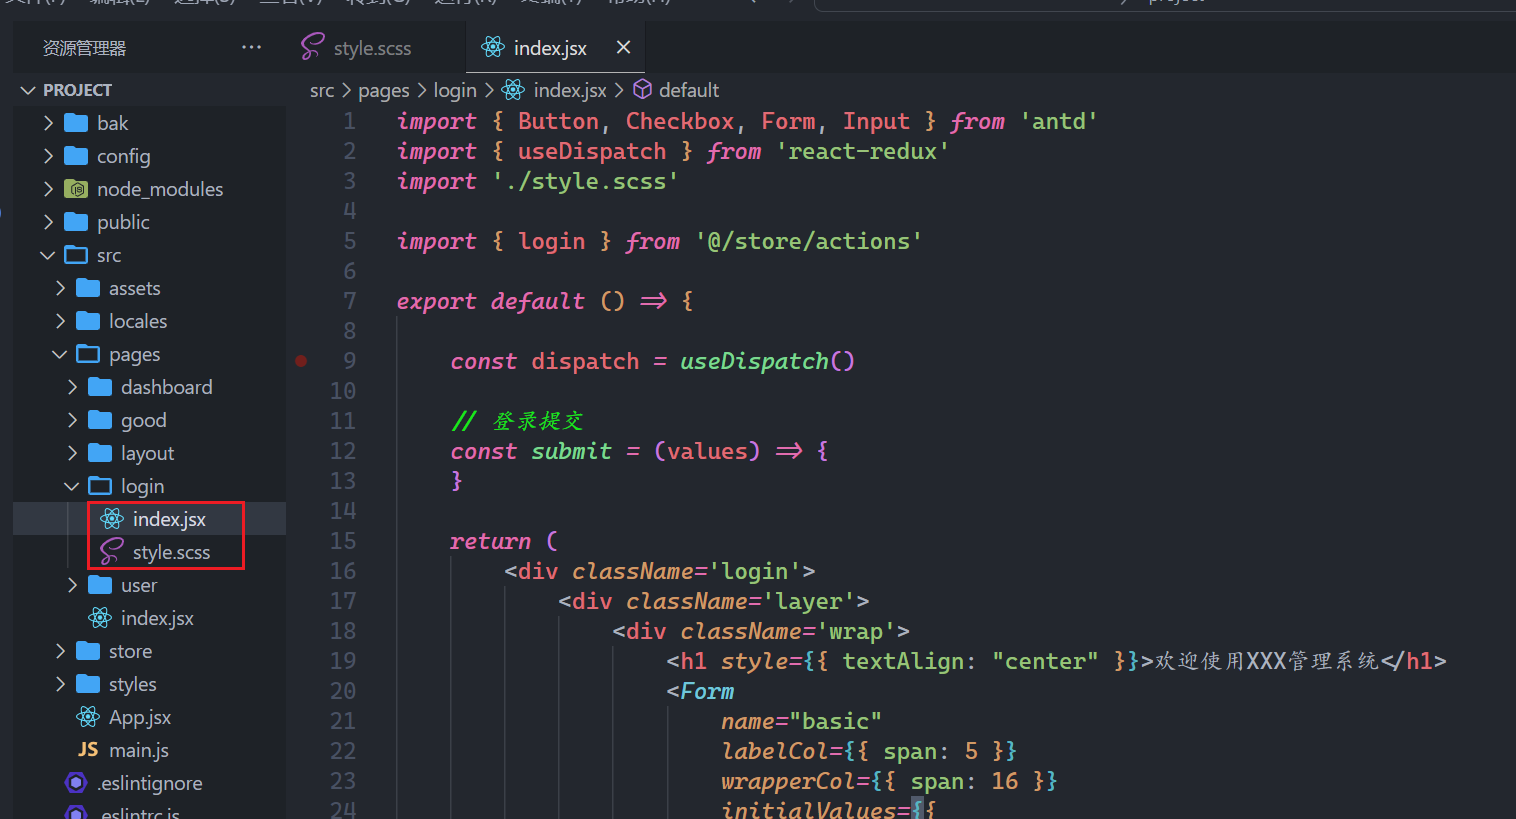 资源管理器 ···
style.scss
index.jsx ×
PROJECT
bak
config
node_modules
public
src
assets
locales
pages
dashboard
good
layout
login
index.jsx
style.scss
user
index.jsx
store
styles
App.jsx
JS main.js
.eslintignore
.eslintrc.js
src > pages > login > index.jsx > default
1 import { Button, Checkbox, Form, Input } from 'antd'
2 import { useDispatch } from 'react-redux'
3 import './style.scss'
4
5 import { login } from '@/store/actions'
6
7 export default () => {
8
9 const dispatch = useDispatch()
10
11 // 登录提交
12 const submit = (values) => {
13 }
14
15 return (
16 <div className='login'>
17 <div className='layer'>
18 <div className='wrap'>
19 <h1 style={{ textAlign: "center" }}>欢迎使用XXX管理系统</h1>
20 <Form
21 name="basic"
22 labelCol={{ span: 5 }}
23 wrapperCol={{ span: 16 }}
24 initialValues={{